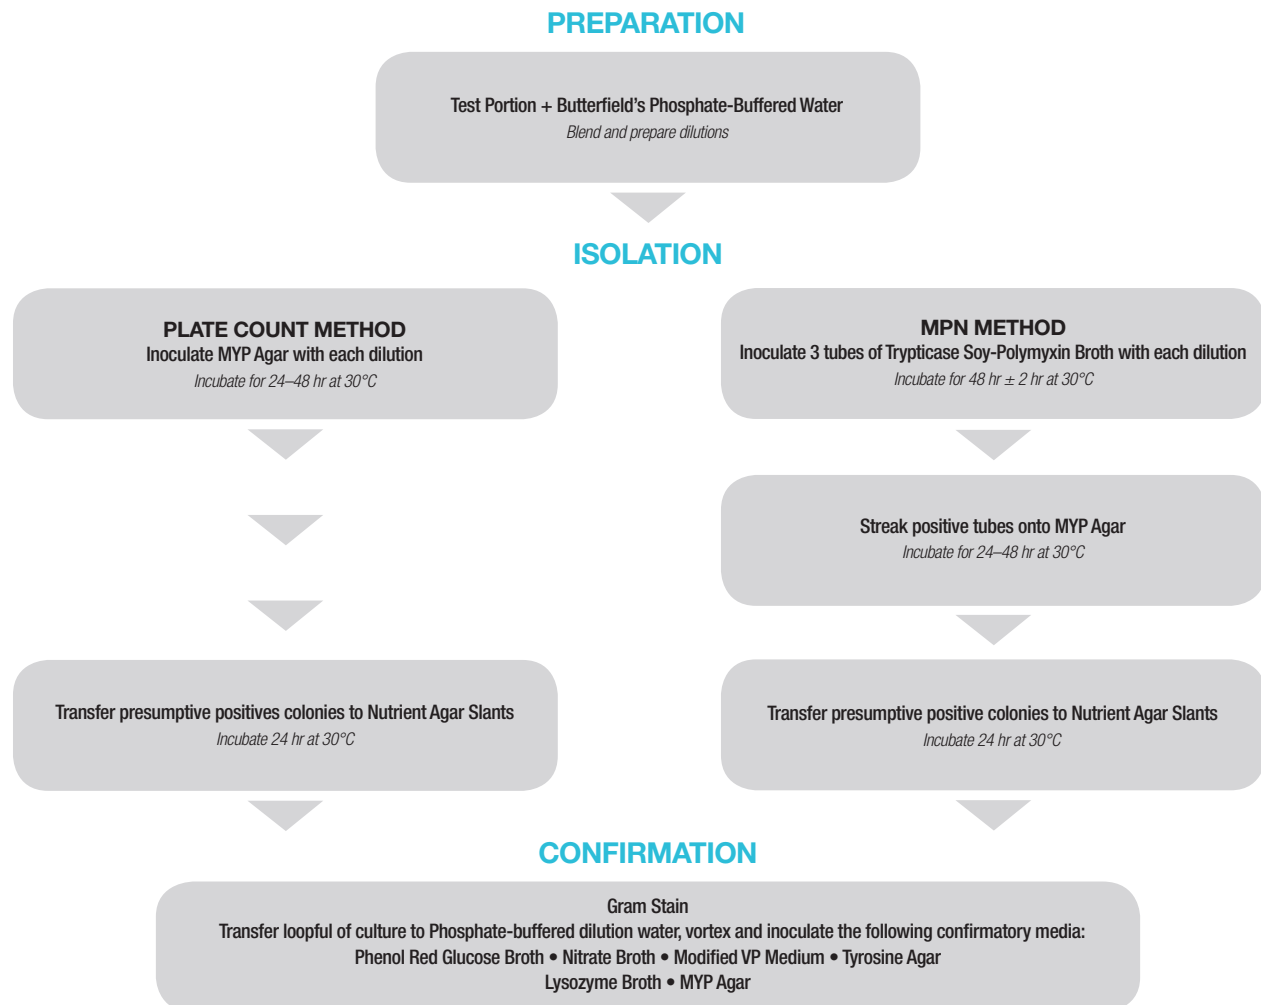 PREPARATION
Test Portion + Butterfield's Phosphate-Buffered Water
Blend and prepare dilutions
ISOLATION
PLATE COUNT METHOD
Inoculate MYP Agar with each dilution
Incubate for 24–48 hr at 30°C
MPN METHOD
Inoculate 3 tubes of Trypticase Soy-Polymyxin Broth with each dilution
Incubate for 48 hr ± 2 hr at 30°C
Streak positive tubes onto MYP Agar
Incubate for 24–48 hr at 30°C
Transfer presumptive positives colonies to Nutrient Agar Slants
Incubate 24 hr at 30°C
Transfer presumptive positive colonies to Nutrient Agar Slants
Incubate 24 hr at 30°C
CONFIRMATION
Gram Stain
Transfer loopful of culture to Phosphate-buffered dilution water, vortex and inoculate the following confirmatory media:
Phenol Red Glucose Broth • Nitrate Broth • Modified VP Medium • Tyrosine Agar
Lysozyme Broth • MYP Agar